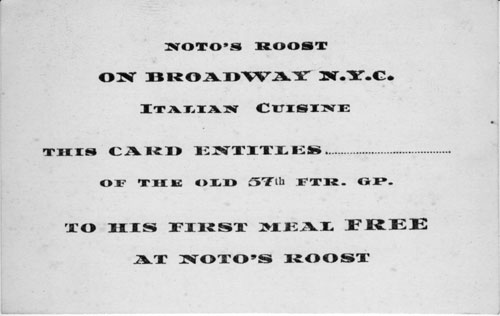 NOTO'S ROOST
ON BROADWAY N.Y.C.
ITALIAN CUISINE
THIS CARD ENTITLES..............................
OF THE OLD 57th FTR. GP.
TO HIS FIRST MEAL FREE
AT NOTO'S ROOST